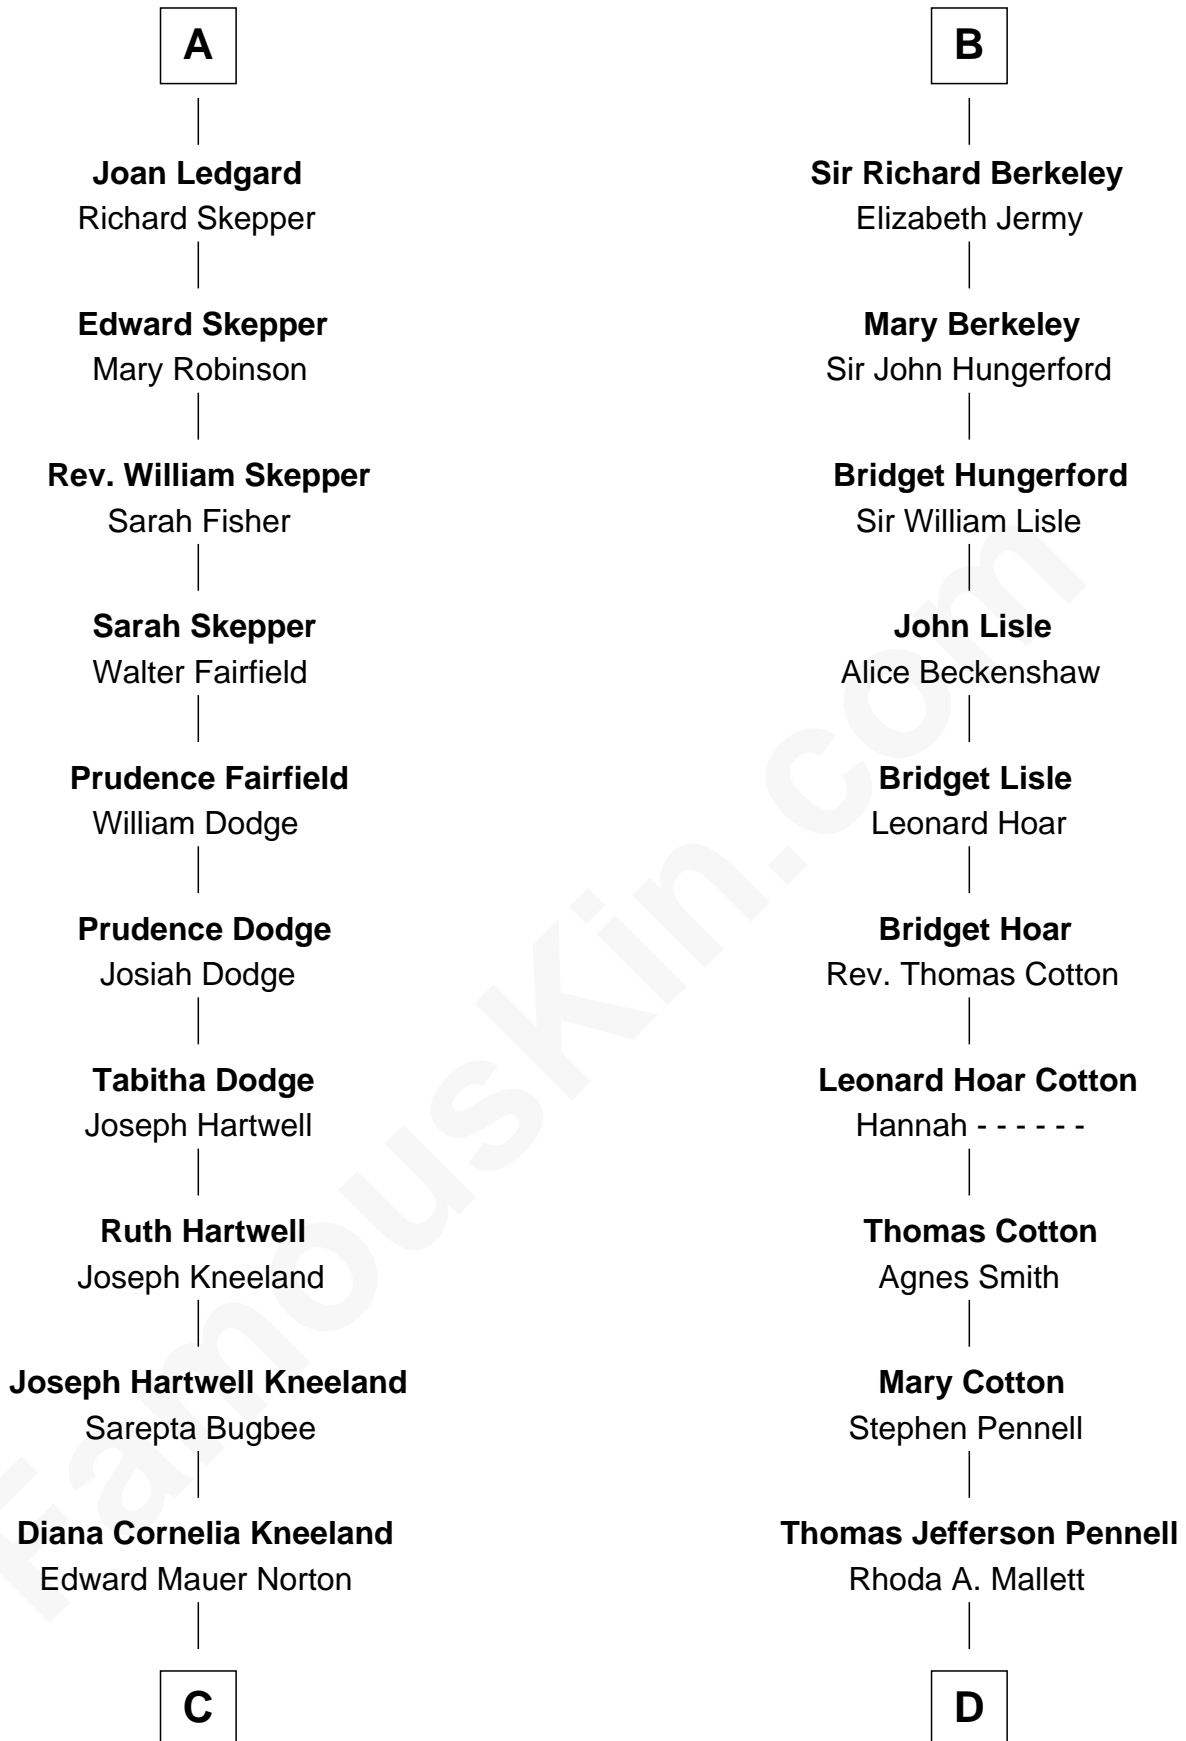 A
Joan Ledgard
Richard Skepper
Edward Skepper
Mary Robinson
Rev. William Skepper
Sarah Fisher
Sarah Skepper
Walter Fairfield
Prudence Fairfield
William Dodge
Prudence Dodge
Josiah Dodge
Tabitha Dodge
Joseph Hartwell
Ruth Hartwell
Joseph Kneeland
Joseph Hartwell Kneeland
Sarepta Bugbee
Diana Cornelia Kneeland
Edward Mauer Norton
C
B
Sir Richard Berkeley
Elizabeth Jermy
Mary Berkeley
Sir John Hungerford
Bridget Hungerford
Sir William Lisle
John Lisle
Alice Beckenshaw
Bridget Lisle
Leonard Hoar
Bridget Hoar
Rev. Thomas Cotton
Leonard Hoar Cotton
Hannah - - - - - -
Thomas Cotton
Agnes Smith
Mary Cotton
Stephen Pennell
Thomas Jefferson Pennell
Rhoda A. Mallett
D
FamousKin.com